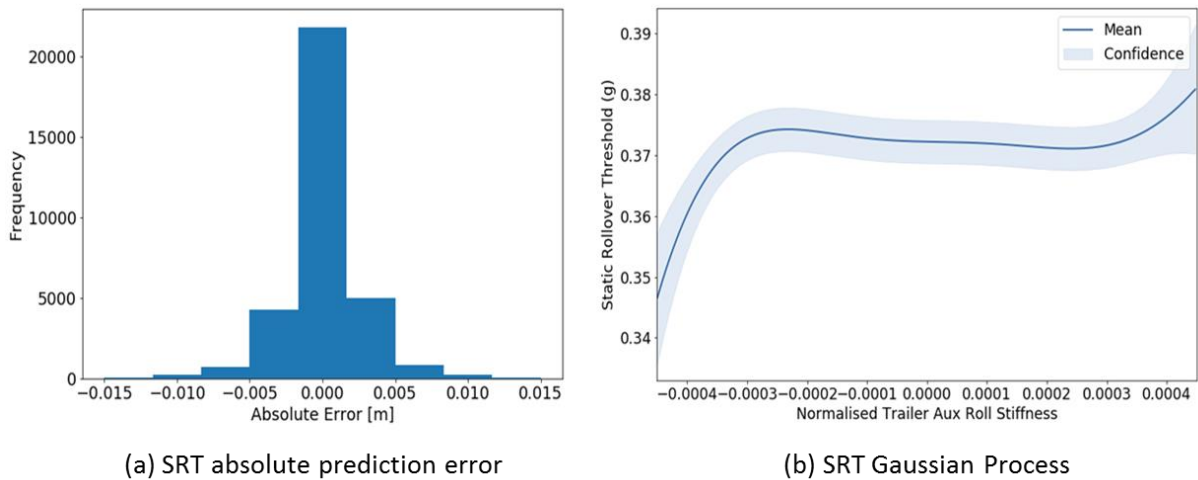 20000
15000
10000
5000
0
Frequency
−0.015 −0.010 −0.005 0.000 0.005 0.010 0.015
Absolute Error [m]
(a) SRT absolute prediction error
0.39
0.38
0.37
0.36
0.35
0.34
Static Rollover Threshold (g)
Mean
Confidence
−0.0004 −0.0003 −0.0002 −0.0001 0.0000 0.0001 0.0002 0.0003 0.0004
Normalised Trailer Aux Roll Stiffness
(b) SRT Gaussian Process